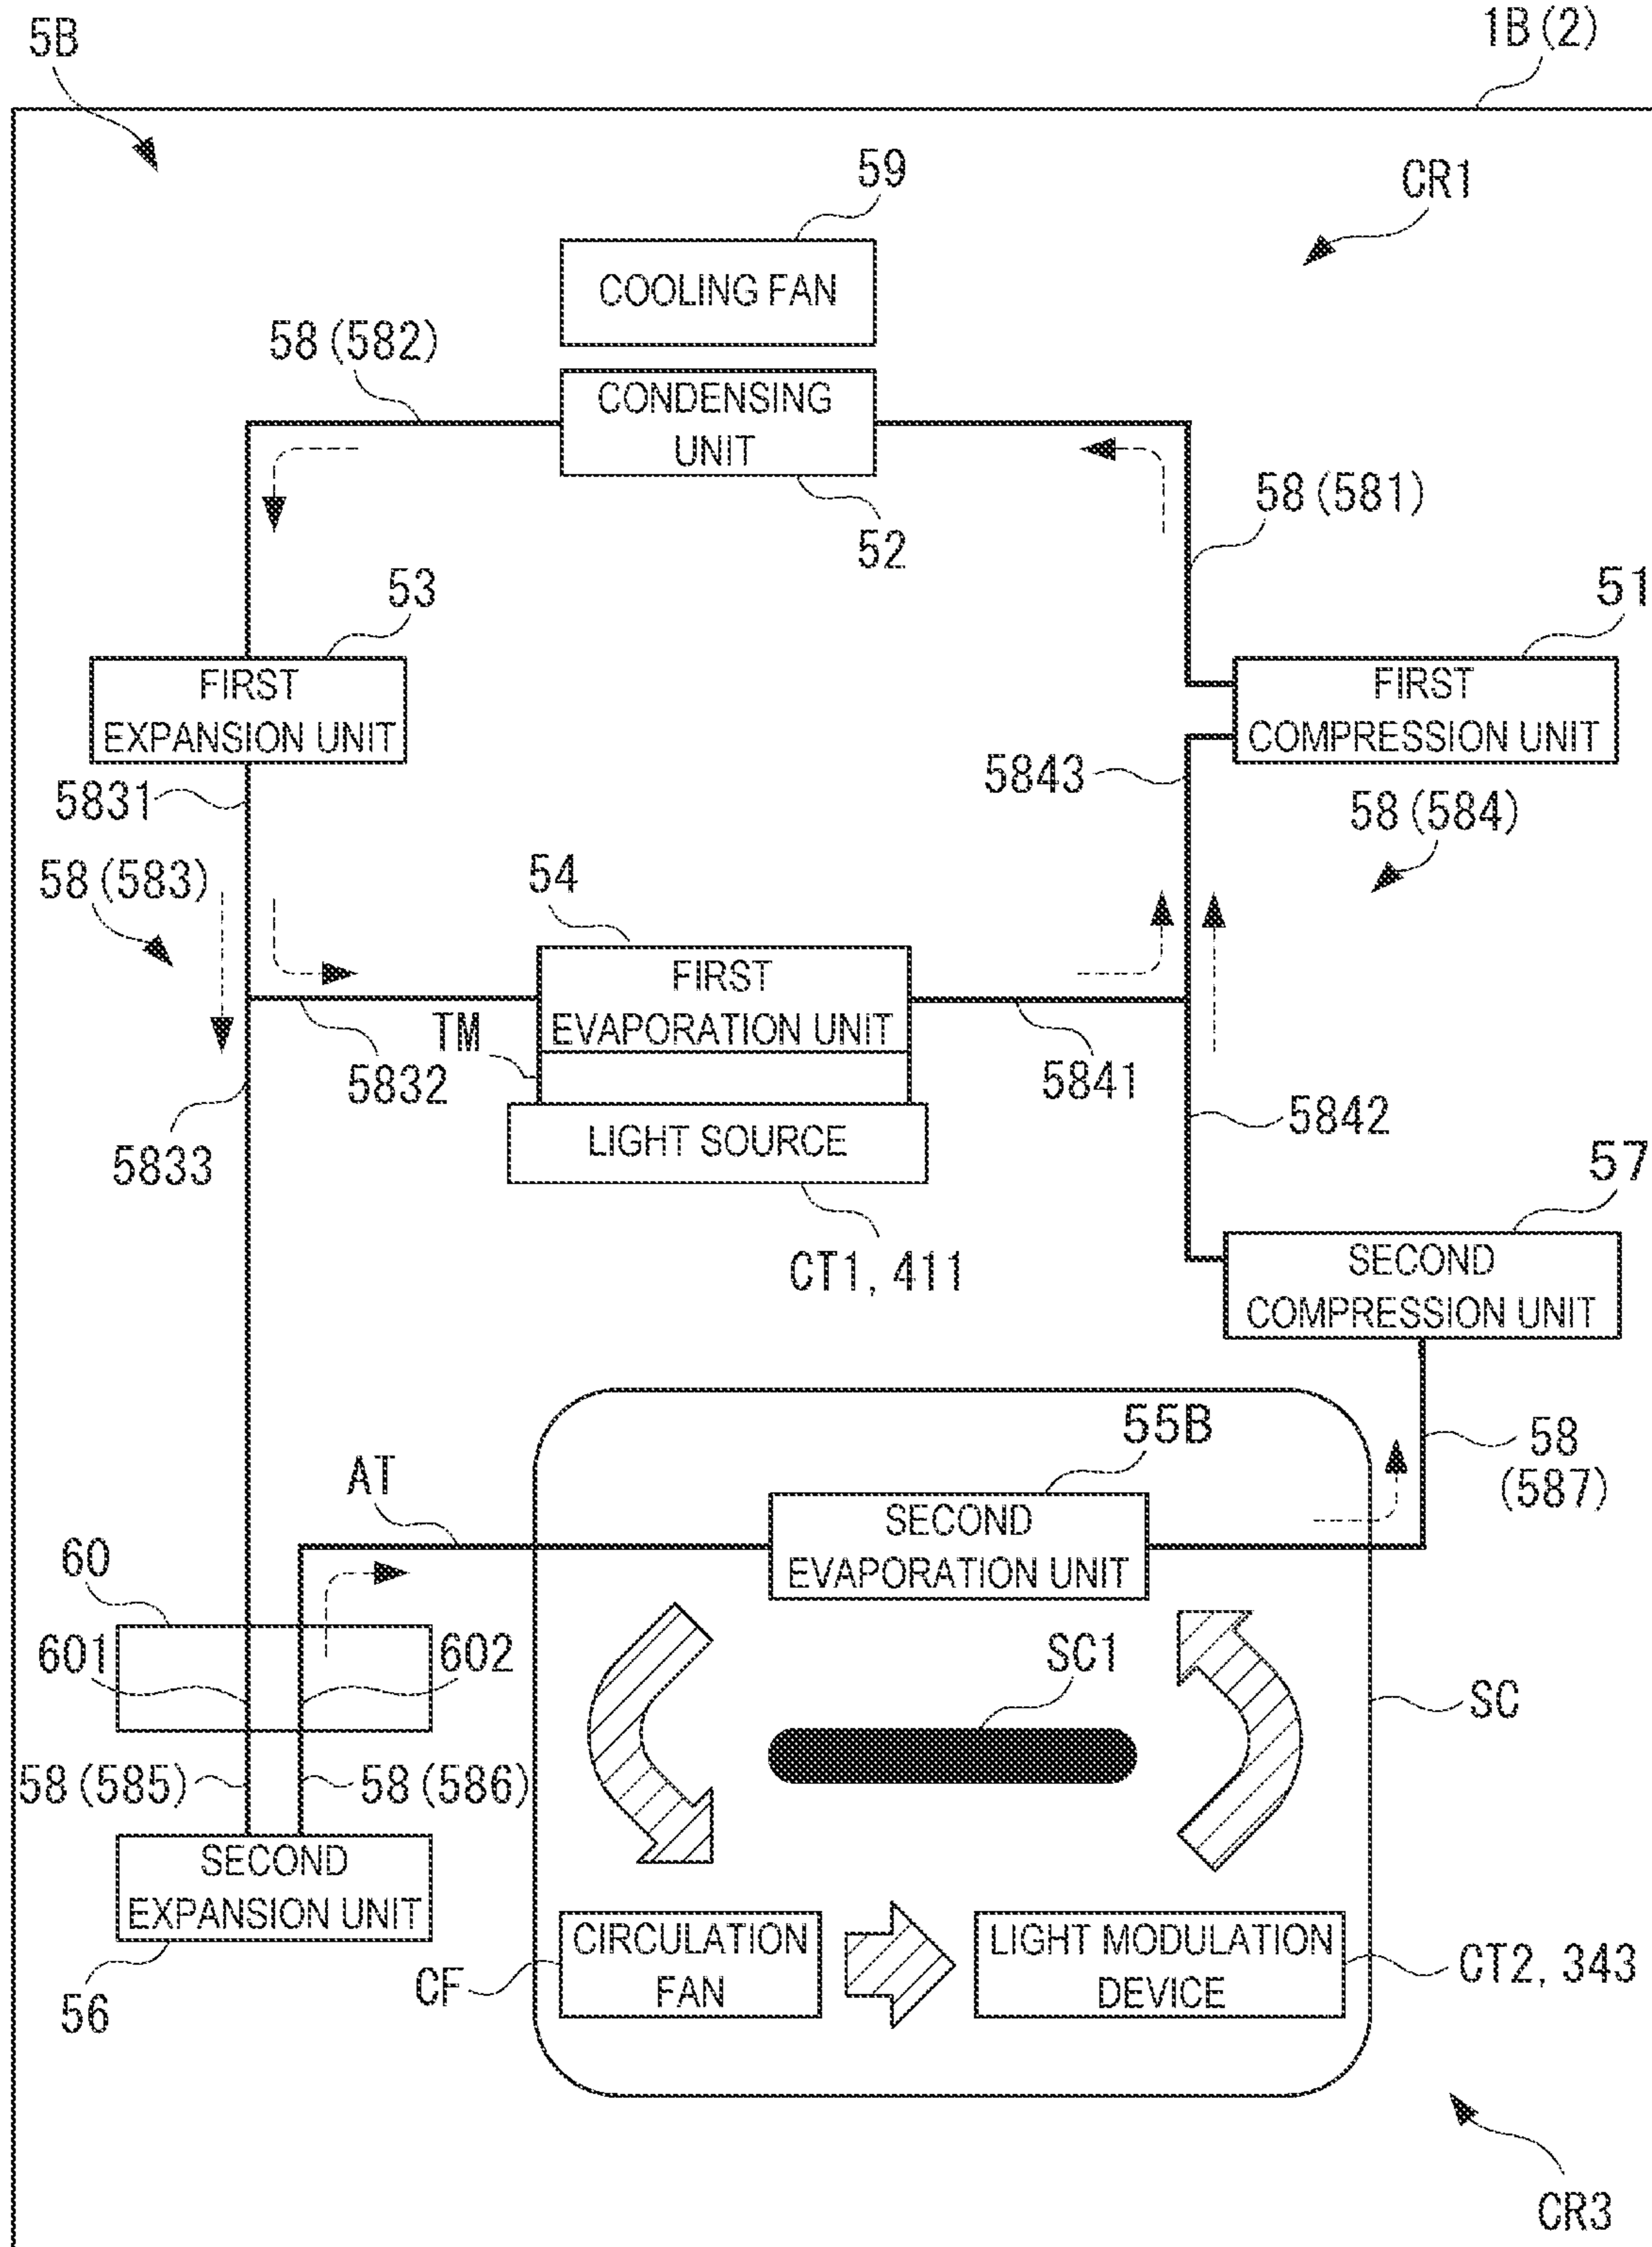 5B
1B (2)
59
CR1
COOLING FAN
58 (582)
CONDENSING
UNIT
58 (581)
52
53
51
FIRST
EXPANSION UNIT
FIRST
COMPRESSION UNIT
5831
5843
58 (584)
58 (583)
54
FIRST
EVAPORATION UNIT
TM
5832
5841
5842
5833
LIGHT SOURCE
57
CT1, 411
SECOND
COMPRESSION UNIT
55B
58
(587)
AT
SECOND
EVAPORATION UNIT
60
601
602
SC1
SC
58 (585)
58 (586)
SECOND
EXPANSION UNIT
CIRCULATION
FAN
LIGHT MODULATION
DEVICE
CF
CT2, 343
56
CR3